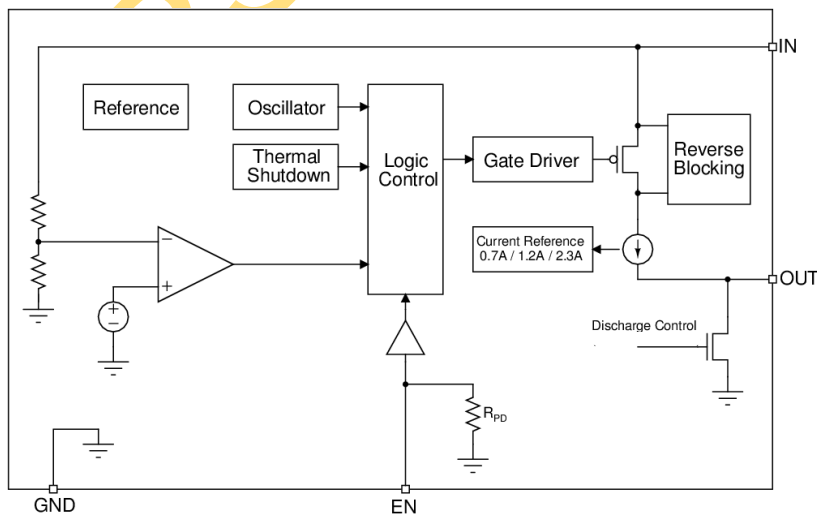 IN
Reference
Oscillator
Thermal
Shutdown
Logic
Control
Gate Driver
Reverse
Blocking
Current Reference
0.7A / 1.2A / 2.3A
−
+
+
−
OUT
Discharge Control
RPD
GND
EN